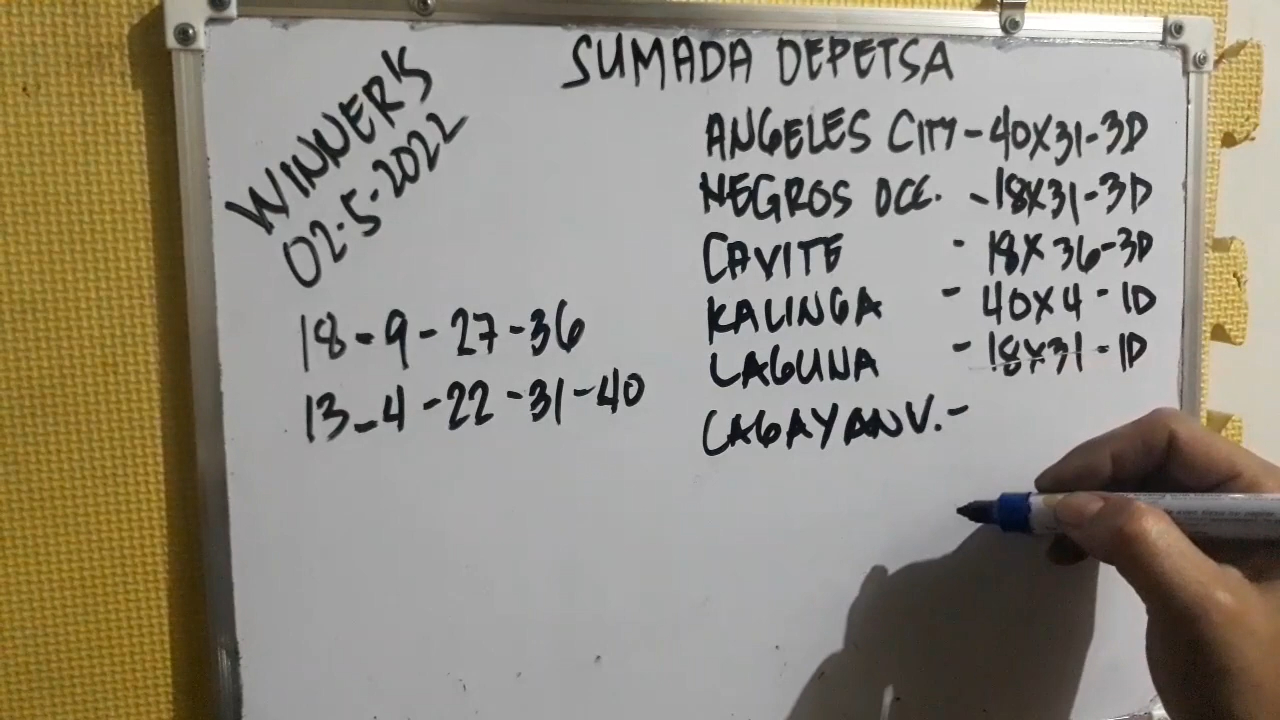 SUMADA DEPETSA
WINNER'S
02-5-2022
18-9-27-36
13-4-22-31-40
ANGELES CITY-40X31-3D
NEGROS OCC. -18X31-3D
CAVITE - 18X36-3D
KALINGA - 40X4-1D
LAGUNA - 18X31-1D
CAGAYAN V.-